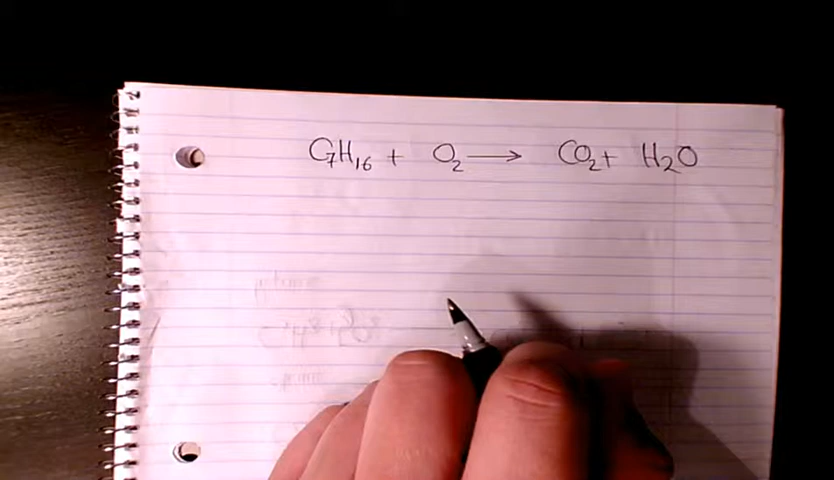 C₇H₁₆ + O₂ → CO₂ + H₂O